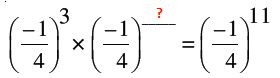 (-1/4)^3 × (-1/4)^? = (-1/4)^11